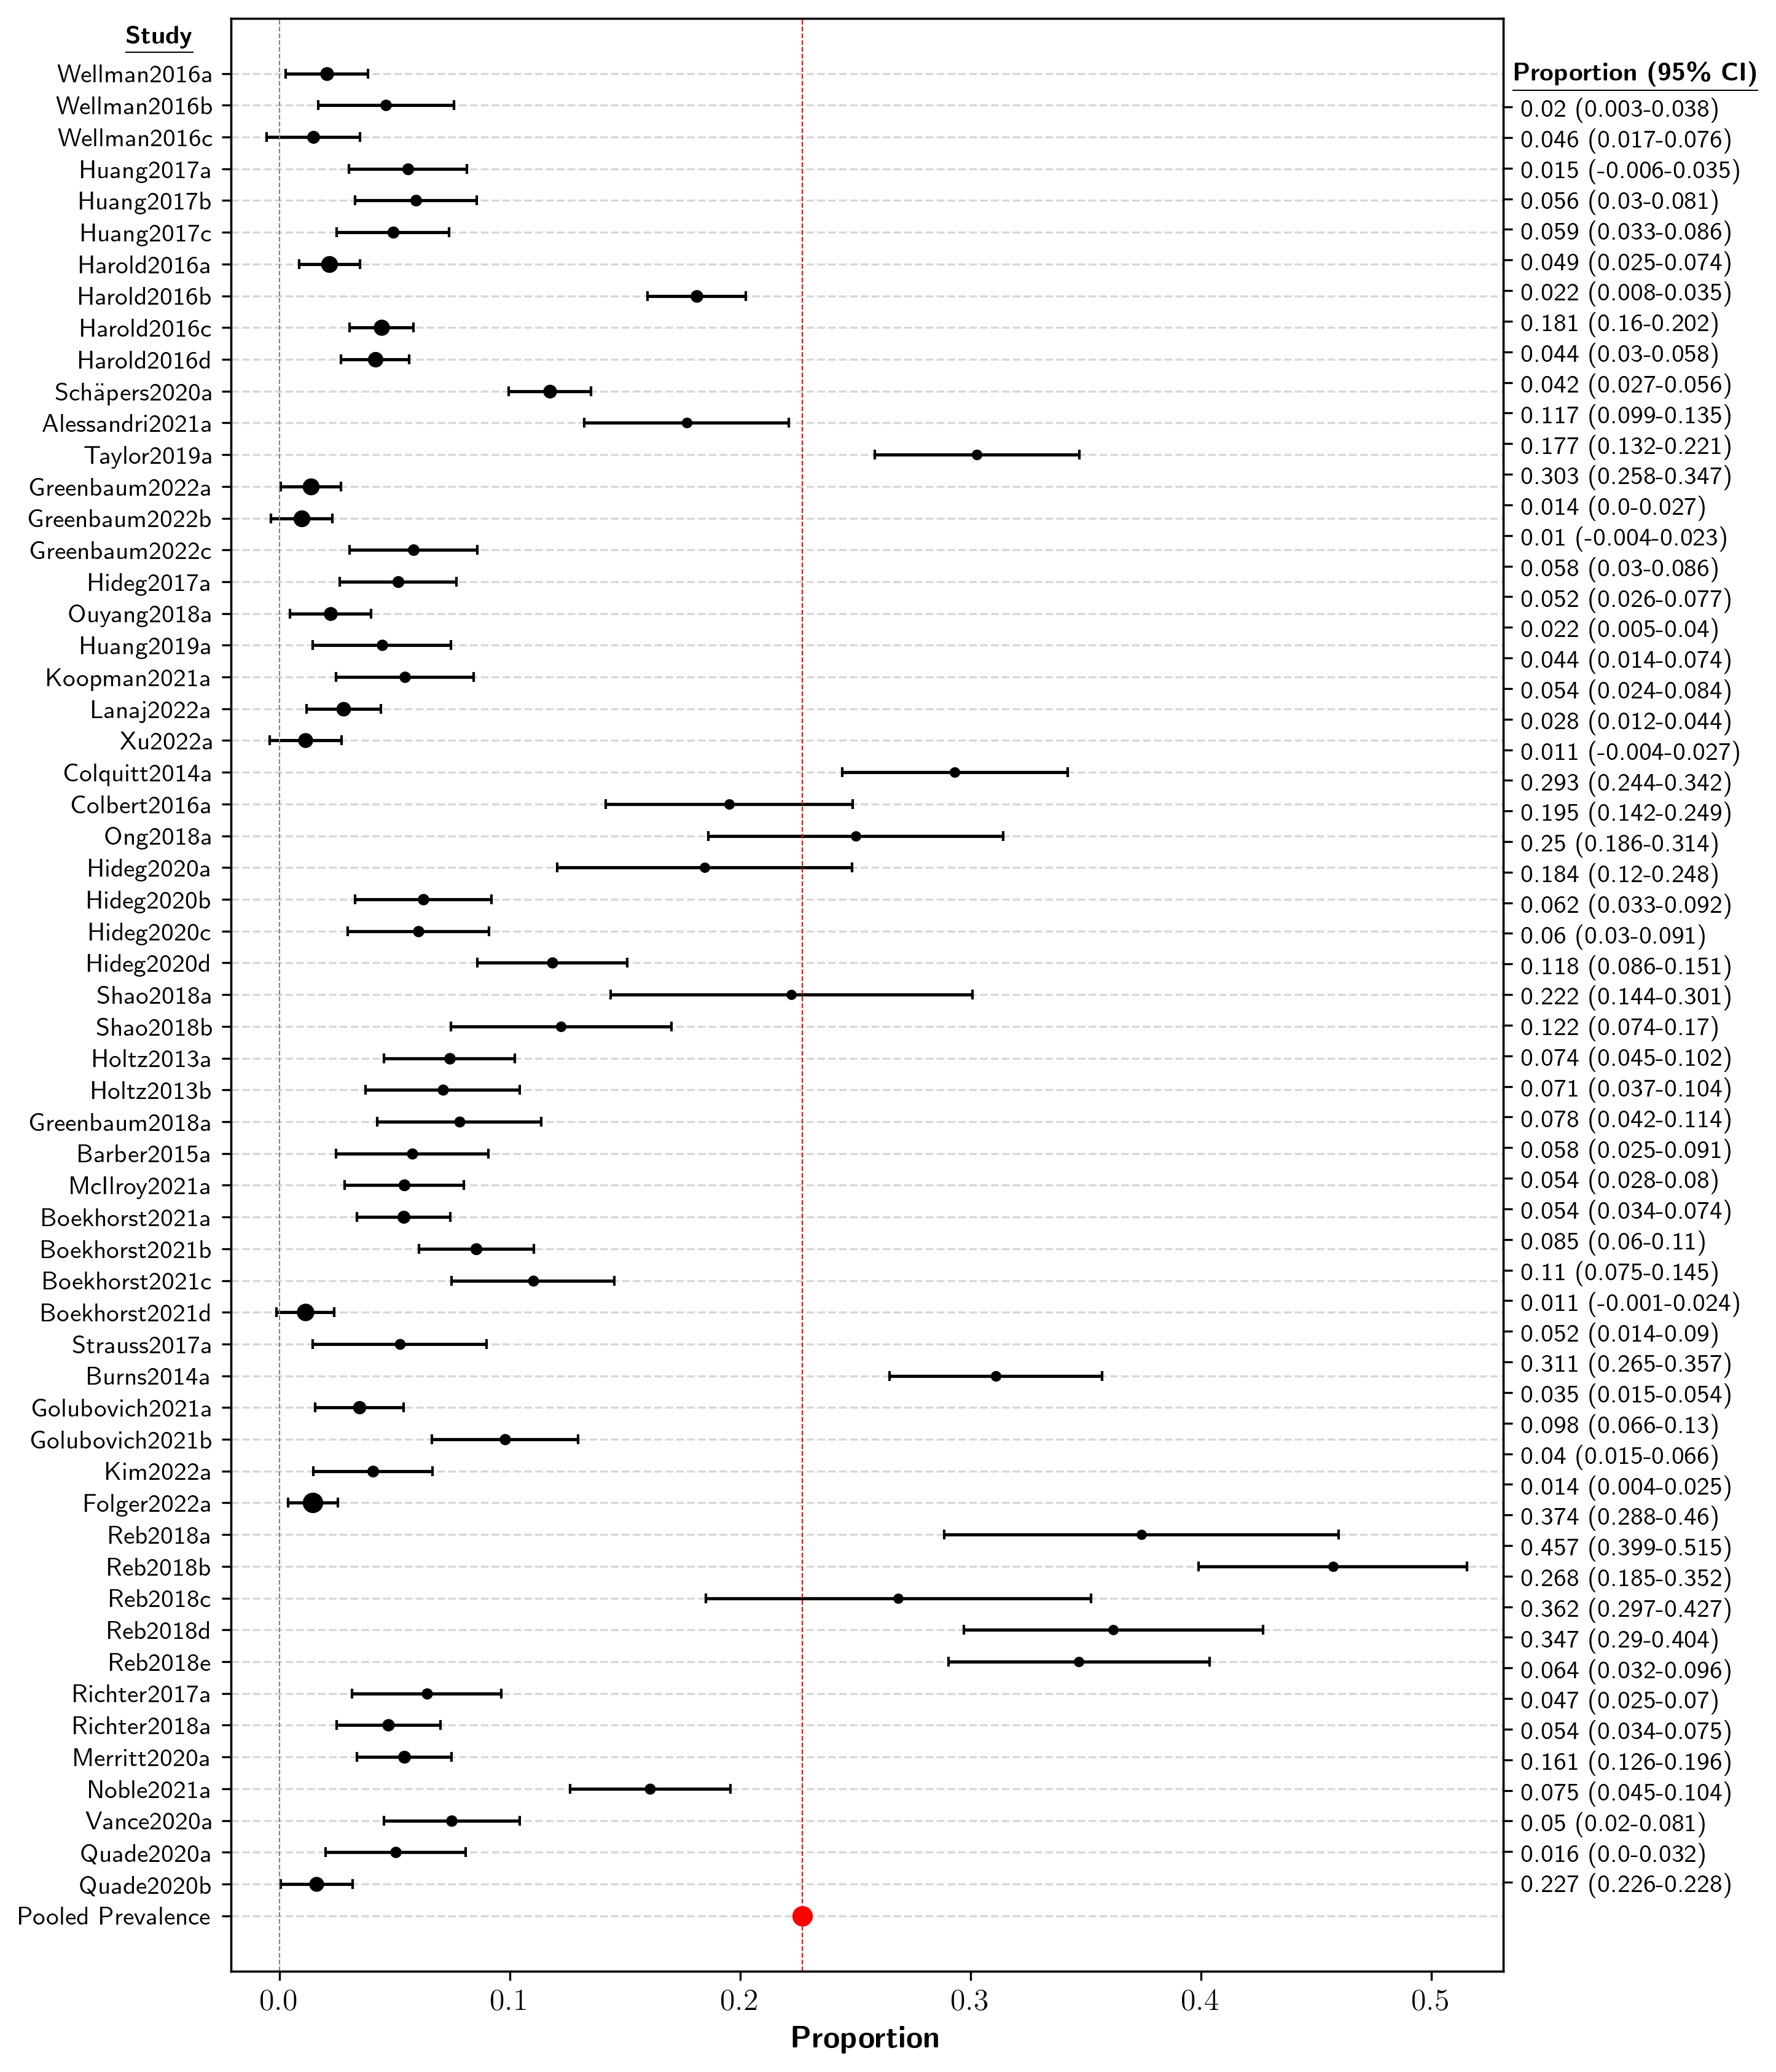 Study
Proportion (95% CI)
Wellman2016a 0.02 (0.003-0.038)
Wellman2016b 0.046 (0.017-0.076)
Wellman2016c 0.015 (-0.006-0.035)
Huang2017a 0.056 (0.03-0.081)
Huang2017b 0.059 (0.033-0.086)
Huang2017c 0.049 (0.025-0.074)
Harold2016a 0.022 (0.008-0.035)
Harold2016b 0.181 (0.16-0.202)
Harold2016c 0.044 (0.03-0.058)
Harold2016d 0.042 (0.027-0.056)
Schäpers2020a 0.117 (0.099-0.135)
Alessandri2021a 0.177 (0.132-0.221)
Taylor2019a 0.303 (0.258-0.347)
Greenbaum2022a 0.014 (0.0-0.027)
Greenbaum2022b 0.01 (-0.004-0.023)
Greenbaum2022c 0.058 (0.03-0.086)
Hideg2017a 0.052 (0.026-0.077)
Ouyang2018a 0.022 (0.005-0.04)
Huang2019a 0.044 (0.014-0.074)
Koopman2021a 0.054 (0.024-0.084)
Lanaj2022a 0.028 (0.012-0.044)
Xu2022a 0.011 (-0.004-0.027)
Colquitt2014a 0.293 (0.244-0.342)
Colbert2016a 0.195 (0.142-0.249)
Ong2018a 0.25 (0.186-0.314)
Hideg2020a 0.184 (0.12-0.248)
Hideg2020b 0.062 (0.033-0.092)
Hideg2020c 0.06 (0.03-0.091)
Hideg2020d 0.118 (0.086-0.151)
Shao2018a 0.222 (0.144-0.301)
Shao2018b 0.122 (0.074-0.17)
Holtz2013a 0.074 (0.045-0.102)
Holtz2013b 0.071 (0.037-0.104)
Greenbaum2018a 0.078 (0.042-0.114)
Barber2015a 0.058 (0.025-0.091)
McIlroy2021a 0.054 (0.028-0.08)
Boekhorst2021a 0.054 (0.034-0.074)
Boekhorst2021b 0.085 (0.06-0.11)
Boekhorst2021c 0.11 (0.075-0.145)
Boekhorst2021d 0.011 (-0.001-0.024)
Strauss2017a 0.052 (0.014-0.09)
Burns2014a 0.311 (0.265-0.357)
Golubovich2021a 0.035 (0.015-0.054)
Golubovich2021b 0.098 (0.066-0.13)
Kim2022a 0.04 (0.015-0.066)
Folger2022a 0.014 (0.004-0.025)
Reb2018a 0.374 (0.288-0.46)
Reb2018b 0.457 (0.399-0.515)
Reb2018c 0.268 (0.185-0.352)
Reb2018d 0.362 (0.297-0.427)
Reb2018e 0.347 (0.29-0.404)
Richter2017a 0.064 (0.032-0.096)
Richter2018a 0.047 (0.025-0.07)
Merritt2020a 0.054 (0.034-0.075)
Noble2021a 0.161 (0.126-0.196)
Vance2020a 0.075 (0.045-0.104)
Quade2020a 0.05 (0.02-0.081)
Quade2020b 0.016 (0.0-0.032)
Pooled Prevalence 0.227 (0.226-0.228)
0.0 0.1 0.2 0.3 0.4 0.5
Proportion